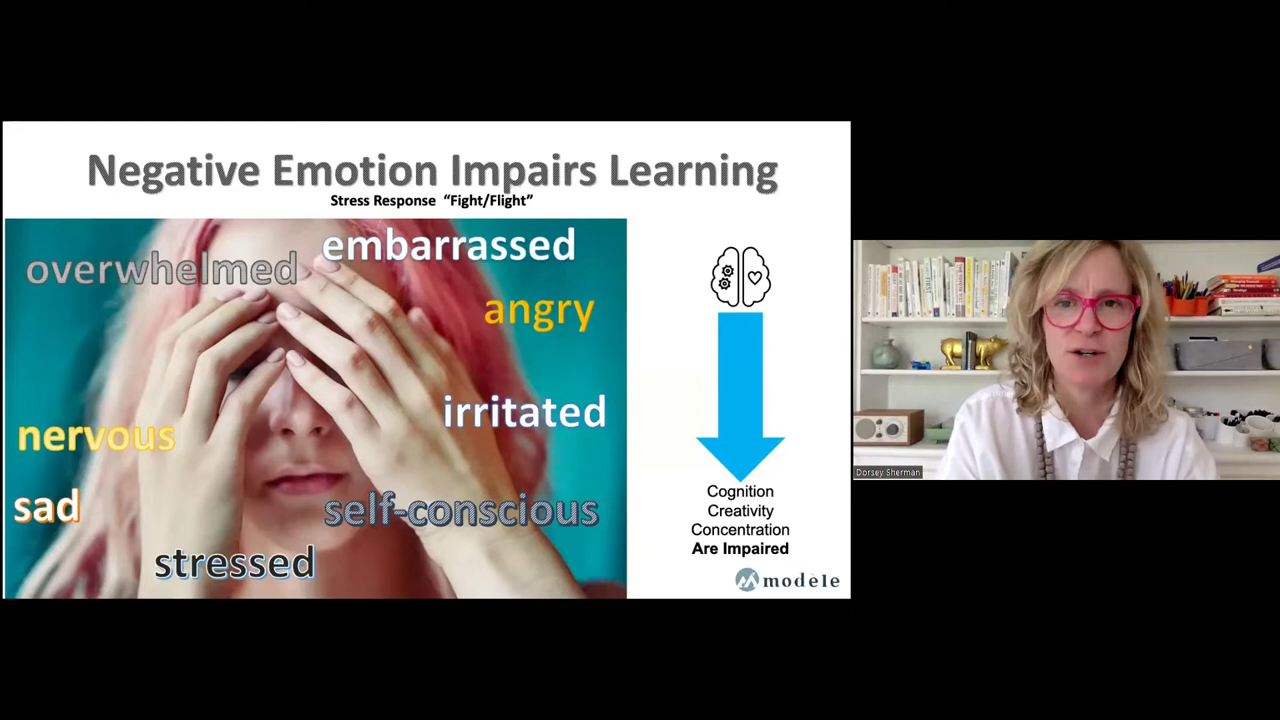 Negative Emotion Impairs Learning
Stress Response “Fight/Flight”
overwhelmed
embarrassed
angry
irritated
nervous
sad
self-conscious
stressed
Cognition
Creativity
Concentration
Are Impaired
modèle
Dorsey Sherman